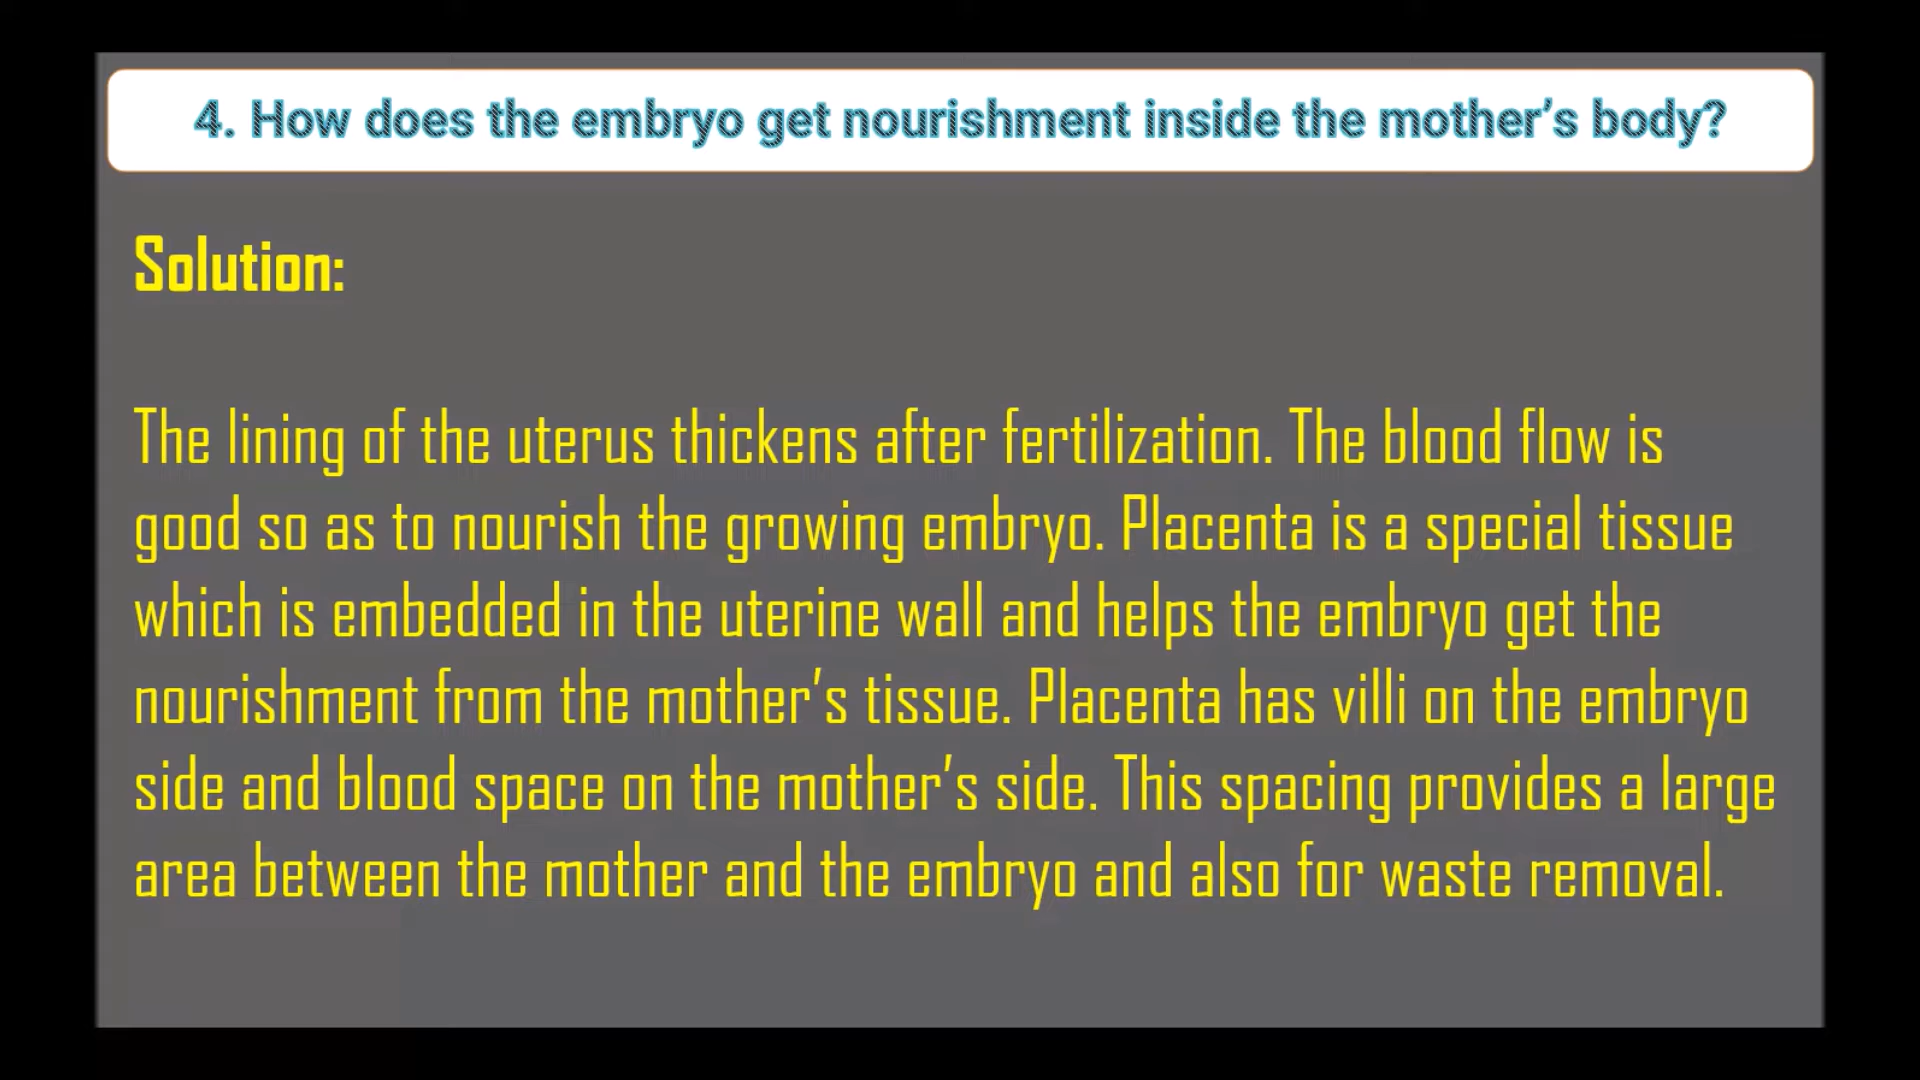 4. How does the embryo get nourishment inside the mother’s body?
Solution:
The lining of the uterus thickens after fertilization. The blood flow is
good so as to nourish the growing embryo. Placenta is a special tissue
which is embedded in the uterine wall and helps the embryo get the
nourishment from the mother’s tissue. Placenta has villi on the embryo
side and blood space on the mother’s side. This spacing provides a large
area between the mother and the embryo and also for waste removal.